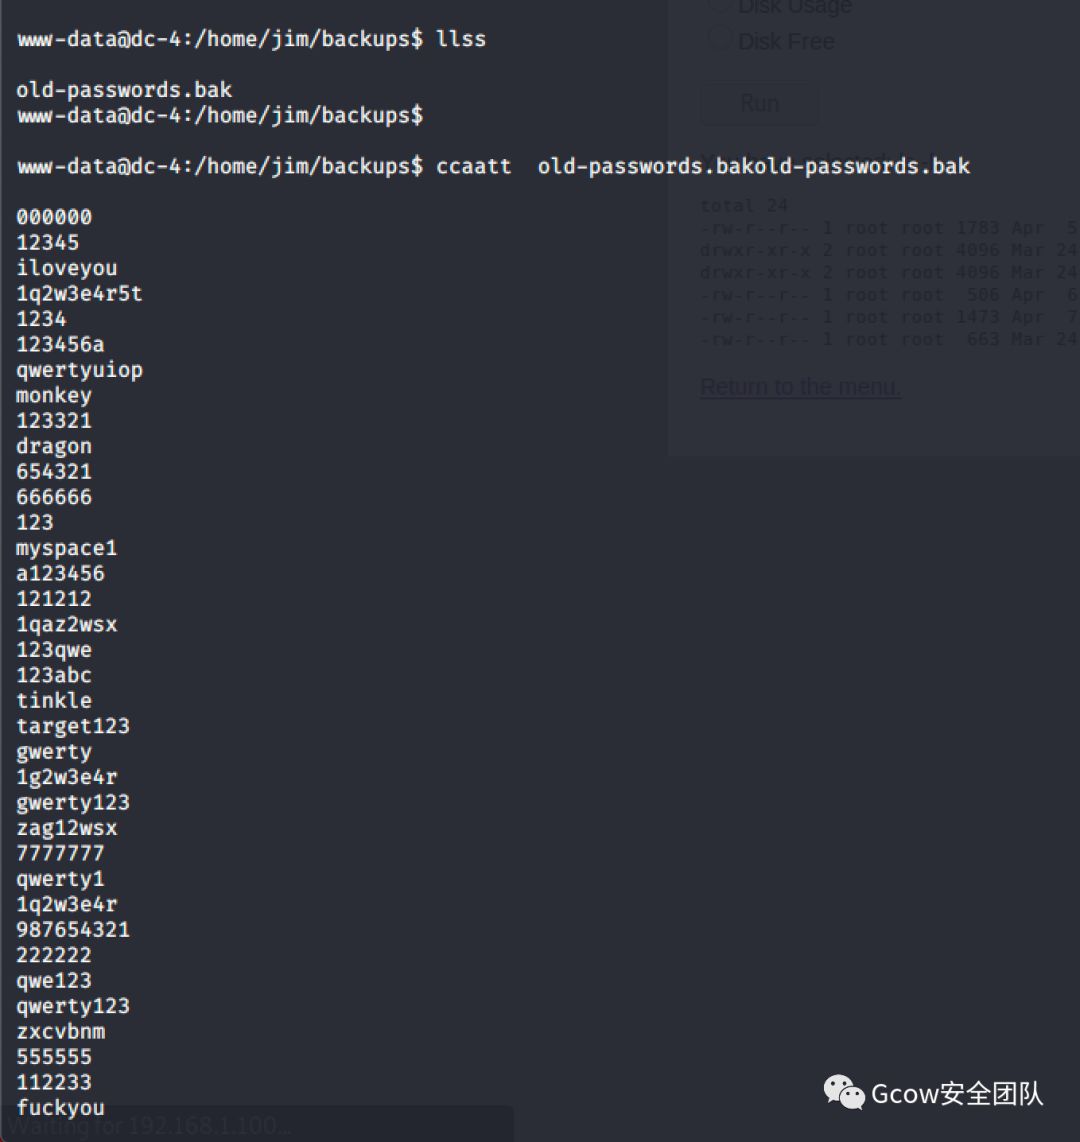 www-data@dc-4:/home/jim/backups$ llss
old-passwords.bak
www-data@dc-4:/home/jim/backups$
www-data@dc-4:/home/jim/backups$ ccaatt  old-passwords.bakold-passwords.bak
000000
12345
iloveyou
1q2w3e4r5t
1234
123456a
qwertyuiop
monkey
123321
dragon
654321
666666
123
myspace1
a123456
121212
1qaz2wsx
123qwe
123abc
tinkle
target123
gwerty
1g2w3e4r
gwerty123
zag12wsx
7777777
qwerty1
1q2w3e4r
987654321
222222
qwe123
qwerty123
zxcvbnm
555555
112233
fuckyou
Disk Usage
Disk Free
Run
total 24
-rw-r--r-- 1 root root 1783 Apr  5
drwxr-xr-x 2 root root 4096 Mar 24
drwxr-xr-x 2 root root 4096 Mar 24
-rw-r--r-- 1 root root  506 Apr  6
-rw-r--r-- 1 root root 1473 Apr  7
-rw-r--r-- 1 root root  663 Mar 24
Return to the menu.
Waiting for 192.168.1.100...
Gcow安全团队